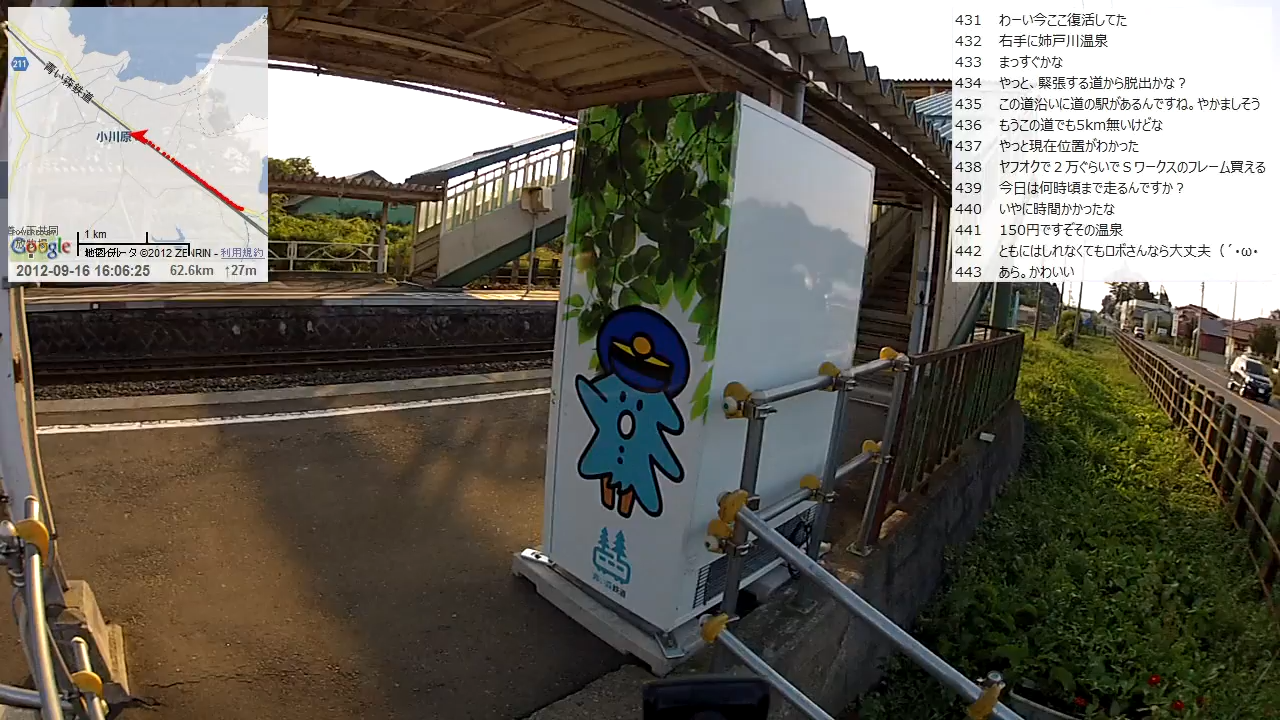 211
青い森鉄道
小川原
Google
1 km
地図データ ©2012 ZENRIN - 利用規約
2012-09-16 16:06:25 62.6km ↑27m
431 わーい今ここ復活してた
432 右手に姉戸川温泉
433 まっすぐかな
434 やっと、緊張する道から脱出かな？
435 この道沿いに道の駅があるんですね。やかましそう
436 もうこの道でも5km無いけどな
437 やっと現在位置がわかった
438 ヤフオクで２万ぐらいでＳワークスのフレーム買える
439 今日は何時頃まで走るんですか？
440 いやに時間かかったな
441 150円ですぞその温泉
442 ともにはしれなくてもロボさんなら大丈夫（´・ω・
443 あら。かわいい
青い森鉄道